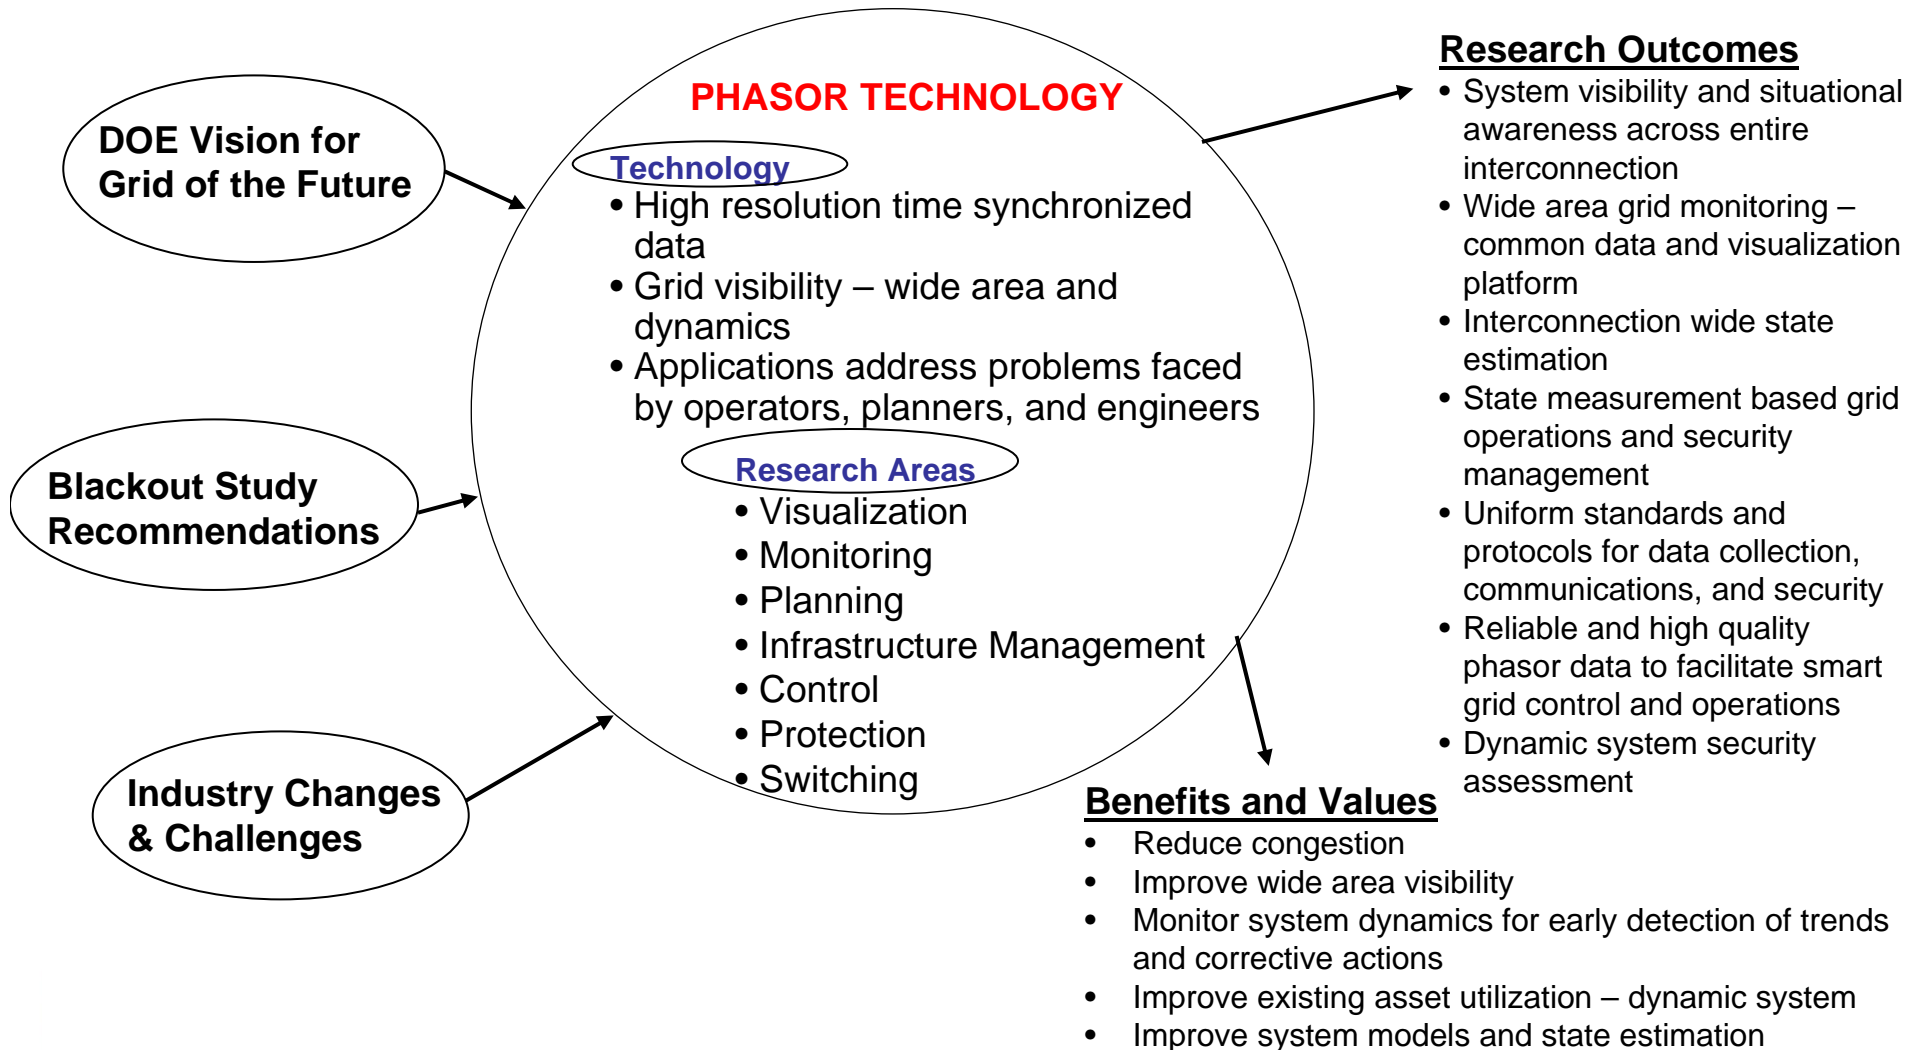 DOE Vision for
Grid of the Future
Blackout Study
Recommendations
Industry Changes
& Challenges
PHASOR TECHNOLOGY
Technology
• High resolution time synchronized
data
• Grid visibility – wide area and
dynamics
• Applications address problems faced
by operators, planners, and engineers
Research Areas
• Visualization
• Monitoring
• Planning
• Infrastructure Management
• Control
• Protection
• Switching
Research Outcomes
• System visibility and situational
awareness across entire
interconnection
• Wide area grid monitoring –
common data and visualization
platform
• Interconnection wide state
estimation
• State measurement based grid
operations and security
management
• Uniform standards and
protocols for data collection,
communications, and security
• Reliable and high quality
phasor data to facilitate smart
grid control and operations
• Dynamic system security
assessment
Benefits and Values
• Reduce congestion
• Improve wide area visibility
• Monitor system dynamics for early detection of trends
and corrective actions
• Improve existing asset utilization – dynamic system
• Improve system models and state estimation